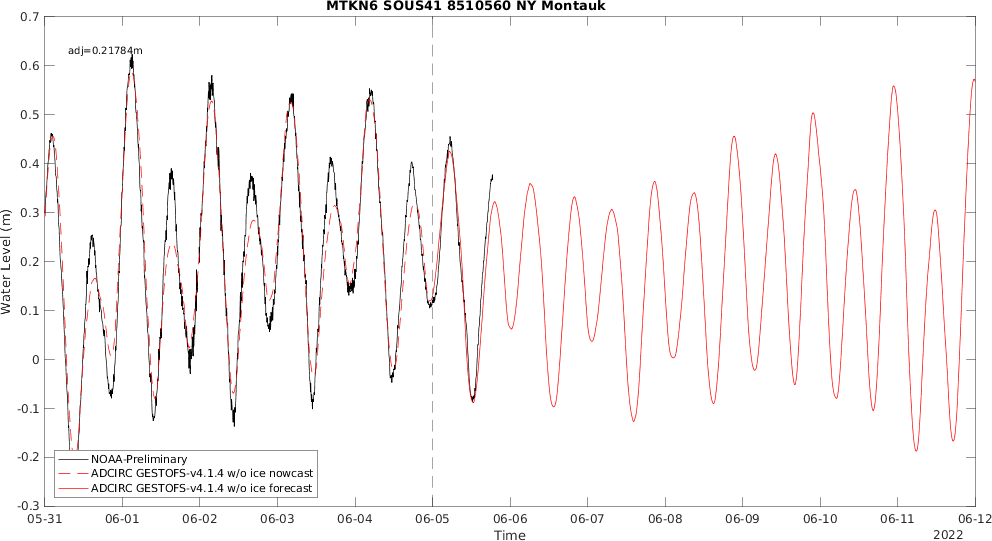 MTKN6 SOUS41 8510560 NY Montauk
adj=0.21784m
Water Level (m)
0.7
0.6
0.5
0.4
0.3
0.2
0.1
0
-0.1
-0.2
-0.3
NOAA-Preliminary
ADCIRC GESTOFS-v4.1.4 w/o ice nowcast
ADCIRC GESTOFS-v4.1.4 w/o ice forecast
05-31 06-01 06-02 06-03 06-04 06-05 06-06 06-07 06-08 06-09 06-10 06-11 06-12
Time
2022